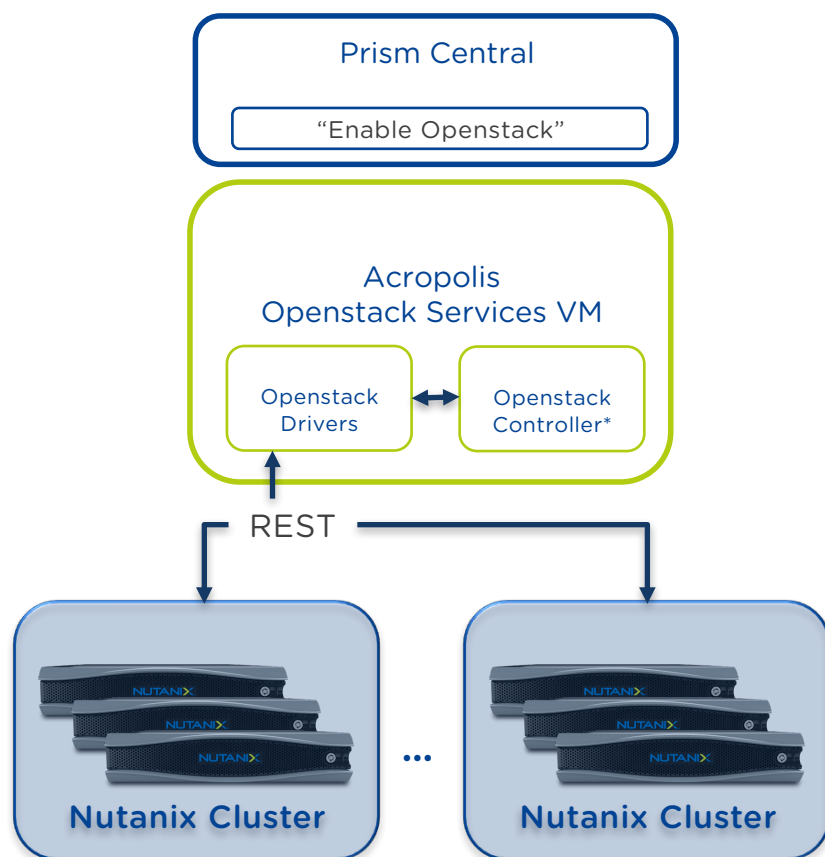 Prism Central
“Enable Openstack”
Acropolis
Openstack Services VM
Openstack
Drivers
Openstack
Controller*
REST
NUTANIX
NUTANIX
NUTANIX
Nutanix Cluster
...
NUTANIX
NUTANIX
NUTANIX
Nutanix Cluster